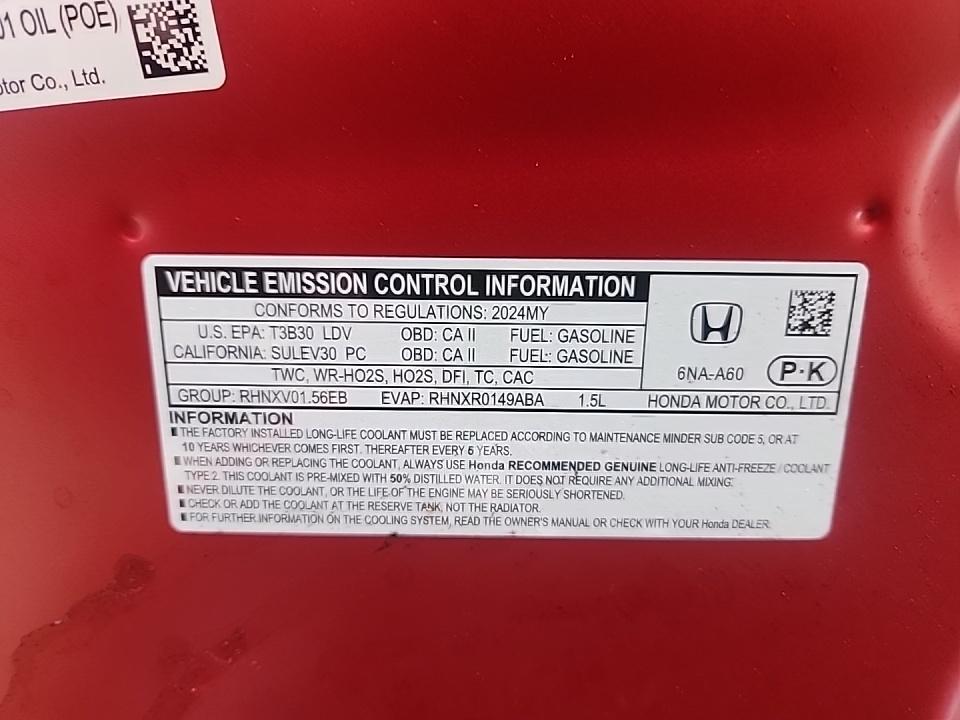 OIL (POE)
Co., Ltd.
VEHICLE EMISSION CONTROL INFORMATION
CONFORMS TO REGULATIONS: 2024MY
U.S. EPA: T3B30 LDV OBD: CA II FUEL: GASOLINE
CALIFORNIA: SULEV30 PC OBD: CA II FUEL: GASOLINE
TWC, WR-HO2S, HO2S, DFI, TC, CAC
6NA-A60 P·K
GROUP: RHNXV01.56EB EVAP: RHNXR0149ABA 1.5L HONDA MOTOR CO., LTD.
INFORMATION
THE FACTORY INSTALLED LONG-LIFE COOLANT MUST BE REPLACED ACCORDING TO MAINTENANCE MINDER SUB CODE 5, OR AT
10 YEARS WHICHEVER COMES FIRST. THEREAFTER EVERY 5 YEARS.
WHEN ADDING OR REPLACING THE COOLANT, ALWAYS USE Honda RECOMMENDED GENUINE LONG-LIFE ANTI-FREEZE / COOLANT
TYPE 2. THIS COOLANT IS PRE-MIXED WITH 50% DISTILLED WATER. IT DOES NOT REQUIRE ANY ADDITIONAL MIXING.
NEVER DILUTE THE COOLANT, OR THE LIFE OF THE ENGINE MAY BE SERIOUSLY SHORTENED.
CHECK OR ADD THE COOLANT AT THE RESERVE TANK, NOT THE RADIATOR.
FOR FURTHER INFORMATION ON THE COOLING SYSTEM, READ THE OWNER'S MANUAL OR CHECK WITH YOUR Honda DEALER.